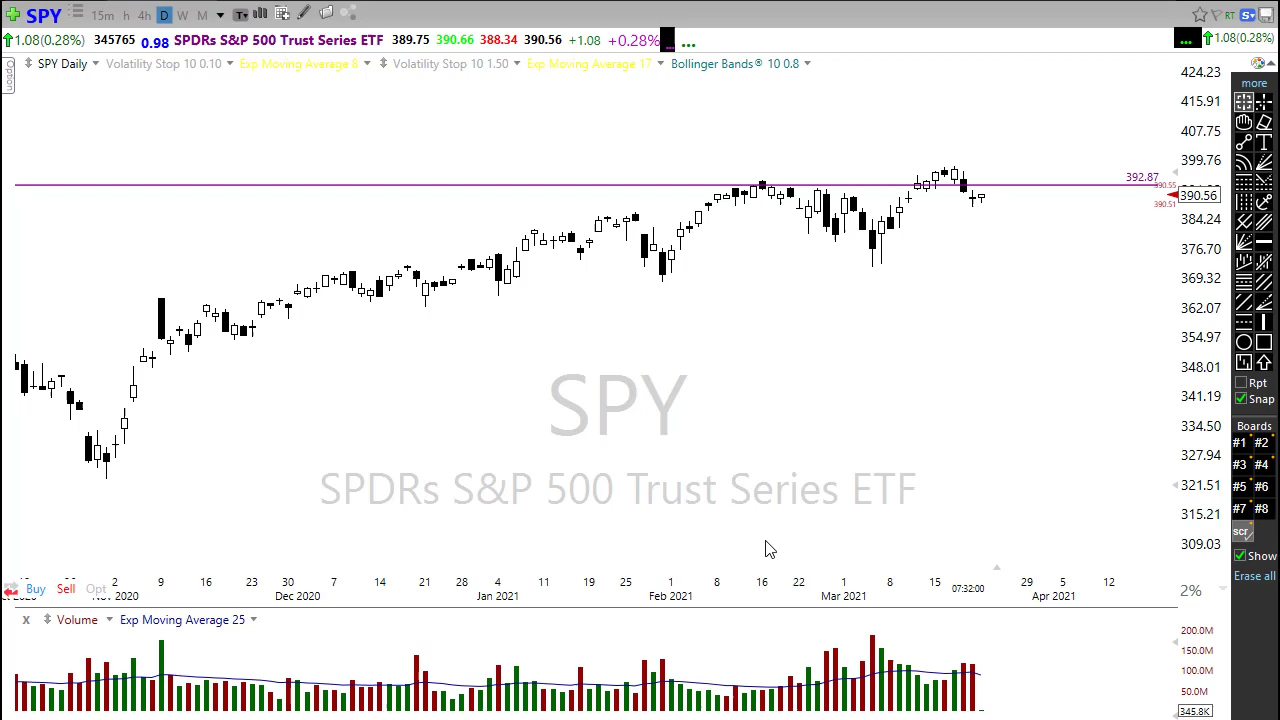 SPY 15m h 4h D W M T RT S
1.08(0.28%) 345765 0.98 SPDRs S&P 500 Trust Series ETF 389.75 390.66 388.34 390.56 +1.08 +0.28% ... ... 1.08(0.28%)
Option
SPY Daily Volatility Stop 10 0.10 Exp Moving Average 8 Volatility Stop 10 1.50 Exp Moving Average 17 Bollinger Bands® 10 0.8
424.23
415.91
407.75
399.76
392.87
390.55
390.56
390.51
384.24
376.70
369.32
362.07
354.97
348.01
341.19
334.50
327.94
321.51
315.21
309.03
SPY
SPDRs S&P 500 Trust Series ETF
more
T
Rpt
Snap
Boards
#1 #2
#3 #4
#5 #6
#7 #8
scr
Show
Erase all
2 9 16 23 30 7 14 21 28 4 11 19 25 1 8 16 22 1 8 15 29 5 12
Buy Sell Opt 07:32:00 2%
Nov 2020 Dec 2020 Jan 2021 Feb 2021 Mar 2021 Apr 2021
x Volume Exp Moving Average 25
200.0M
150.0M
100.0M
50.0M
345.8K